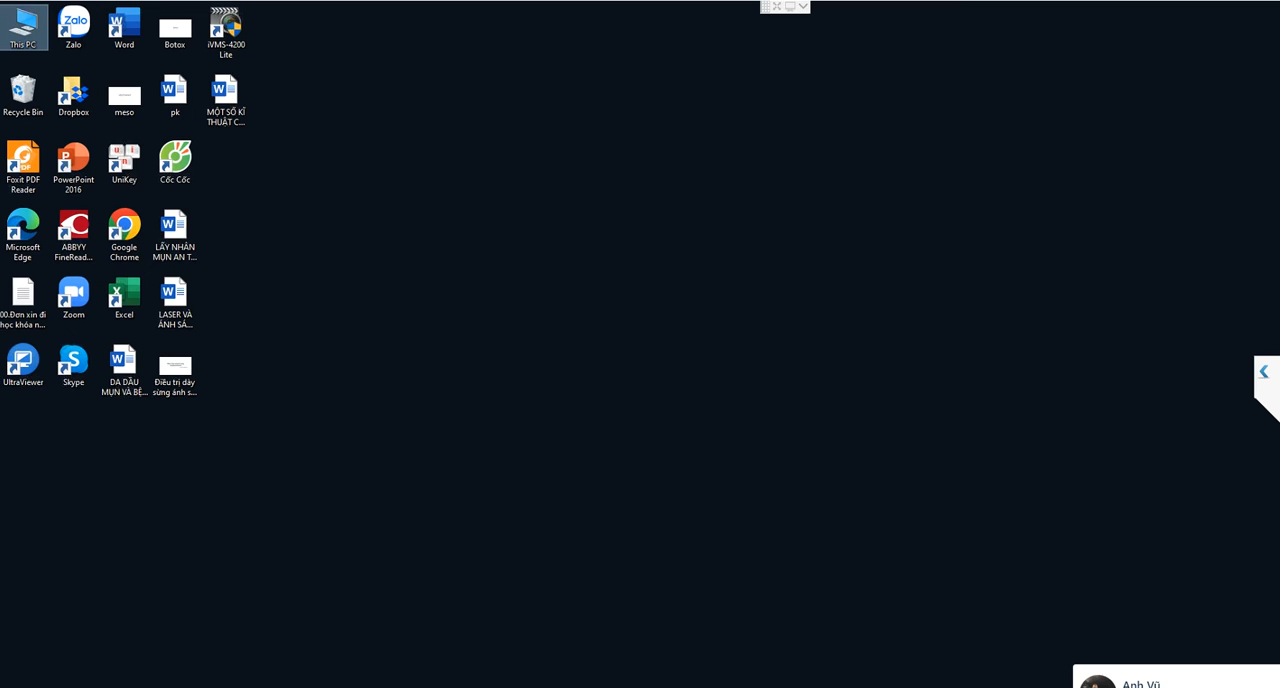 This PC
Zalo
Word
Botox
iVMS-4200
Lite
Recycle Bin
Dropbox
meso
pk
MỘT SỐ KĨ
THUẬT C...
Foxit PDF
Reader
PowerPoint
2016
UniKey
Cốc Cốc
Microsoft
Edge
ABBYY
FineRead...
Google
Chrome
LẤY NHÂN
MỤN AN T...
00.Đơn xin đi
học khóa n...
Zoom
Excel
LASER VÀ
ÁNH SÁ...
UltraViewer
Skype
DA DẦU
MỤN VÀ BỆ...
Điều trị dày
sừng ánh s...
Anh Vũ